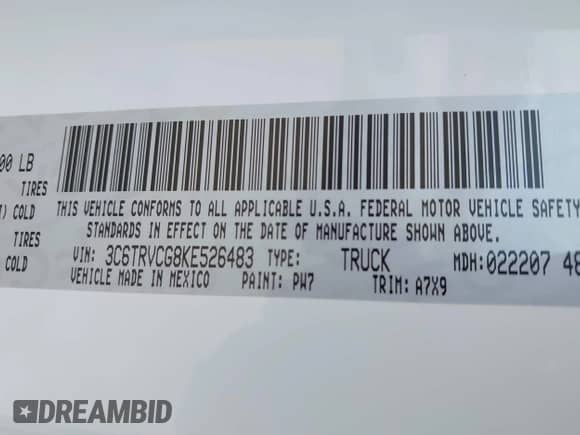 00 LB
TIRES
COLD
TIRES
COLD
THIS VEHICLE CONFORMS TO ALL APPLICABLE U.S.A. FEDERAL MOTOR VEHICLE SAFETY
STANDARDS IN EFFECT ON THE DATE OF MANUFACTURE SHOWN ABOVE.
VIN: 3C6TRVCG8KE526483 TYPE: TRUCK MDH:022207 48
VEHICLE MADE IN MEXICO PAINT: PW7 TRIM: A7X9
DREAMBID